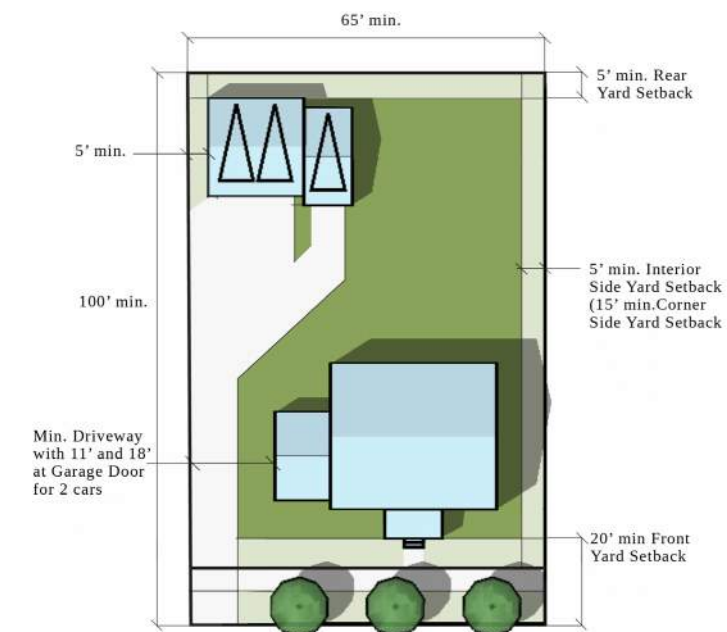 65’ min.
5’ min. Rear
Yard Setback
5’ min.
5’ min. Interior
Side Yard Setback
(15’ min.Corner
Side Yard Setback
100’ min.
Min. Driveway
with 11’ and 18’
at Garage Door
for 2 cars
20’ min Front
Yard Setback